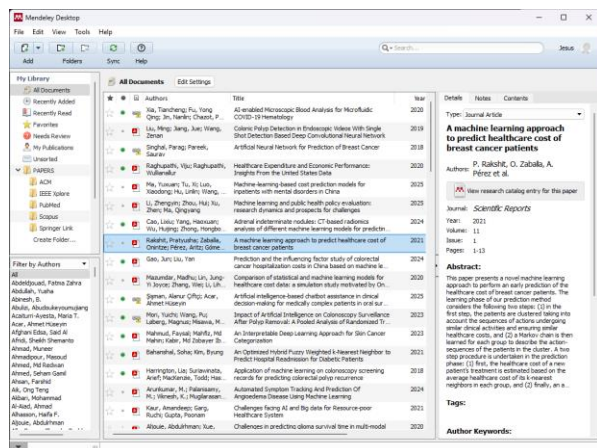 Mendeley Desktop
File Edit View Tools Help
Add Folders Sync Help
Search...
Jesus
My Library
All Documents
Recently Added
Recently Read
Favorites
Needs Review
My Publications
Unsorted
PAPERS
ACM
IEEE Xplore
PubMed
Scopus
Springer Link
Create Folder...
Filter by Authors
All
Abdeldjouad, Fatma Zahra
Abdullah, Yusha
Abinesh, B.
Acar, Ahmet Hüseyin
Afghani Edsa, Said Al
Afridi, Sheikh Shemanto
Ahmad, Muneer
Ahmadipour, Masoud
Ahmed, Md Redwan
Ahmed, Seham Gamil
Ahsan, Farshid
Aik, Ong Teng
Akbari, Mohammad
Al-Aiad, Ahmad
Alhassion, Haifa F.
Aljouie, Abdulrhman
All Documents Edit Settings
Authors Title Year
Xia, Tiancheng; Fu, Yong Qing; Jin, Nanlin; Chazot, P... AI-enabled Microscopic Blood Analysis for Microfluidic COVID-19 Hematology 2020
Liu, Ming; Jiang, Jue; Wang, Zenan Colonic Polyp Detection in Endoscopic Videos With Single Shot Detection Based Deep Convolutional Neural Network 2019
Singhal, Parag; Pareek, Saurav Artificial Neural Network for Prediction of Breast Cancer 2018
Raghupathi, Viju; Raghupathi, Wullianallur Healthcare Expenditure and Economic Performance: Insights From the United States Data 2020
Ma, Yuxuan; Tu, Xi; Luo, Xiaodong; Hu, Linlin; Wang, ... Machine-learning-based cost prediction models for inpatients with mental disorders in China
Li, Zhengyin; Zhou, Hui; Xu, Zhen; Ma, Qingyang Machine learning and public health policy evaluation: research dynamics and prospects for challenges
Cao, Lixiu; Yang, Haoxuan; Wu, Huijing; Zhong, Hongbo... Adrenal indeterminate nodules: CT-based radiomics analysis of different machine learning models for predictin...
Rakshit, Pratyusha; Zaballa, Onintze; Pérez, Aritz; Góme... A machine learning approach to predict healthcare cost of breast cancer patients 2021
Gao, Jun; Liu, Yan Prediction and the influencing factor study of colorectal cancer hospitalization costs in China based on machine le...
Mazumdar, Madhu; Lin, Jung-Yi Joyce; Zhang, Wei; Li, Lih... Comparison of statistical and machine learning models for healthcare cost data: a simulation study motivated by On... 2020
Sişman, Alanur Çiftçi; Acar, Ahmet Hüseyin Artificial intelligence-based chatbot assistance in clinical decision-making for medically complex patients in oral sur...
Mori, Yuichi; Wang, Pu; Løberg, Magnus; Misawa, M... Impact of Artificial Intelligence on Colonoscopy Surveillance After Polyp Removal: A Pooled Analysis of Randomized Tr... 2023
Mahmud, Faysal; Mahfiz, Md Mahin; Kabir, Md Zobayer Ib... An Interpretable Deep Learning Approach for Skin Cancer Categorization 2023
Bahanshal, Soha; Kim, Byung An Optimized Hybrid Fuzzy Weighted k-Nearest Neighbor to Predict Hospital Readmission for Diabetic Patients 2021
Harrington, Lia; Suriawinata, Arief; MacKenzie, Todd; Has... Application of machine learning on colonoscopy screening records for predicting colorectal polyp recurrence 2018
Arunkumar, M.; Palanisamy, M.; Viknesh, K.; Muglarasan... Automated Symptom Tracking And Prediction Of Angioedema Disease Using Machine Learning 2024
Kaur, Amandeep; Garg, Ruchi; Gupta, Poonam Challenges facing AI and Big data for Resource-poor Healthcare System 2021
Aljouie, Abdulrhman; Xue, Challenges in predicting glioma survival time in multi-modal 2020
Details Notes Contents
Type: Journal Article
A machine learning approach to predict healthcare cost of breast cancer patients
Authors: P. Rakshit, O. Zaballa, A. Pérez et al.
View research catalog entry for this paper
Journal: Scientific Reports
Year: 2021
Volume: 11
Issue: 1
Pages: 1-13
Abstract:
This paper presents a novel machine learning
approach to perform an early prediction of the
healthcare cost of breast cancer patients. The
learning phase of our prediction method
considers the following two steps: (1) in the
first step, the patients are clustered taking into
account the sequences of actions undergoing
similar clinical activities and ensuring similar
healthcare costs, and (2) a Markov chain is then
learned for each group to describe the action-
sequences of the patients in the cluster. A two
step procedure is undertaken in the prediction
phase: (1) first, the healthcare cost of a new
patient's treatment is estimated based on the
average healthcare cost of its k-nearest
neighbors in each group, and (2) finally, an a...
Tags:
Author Keywords: